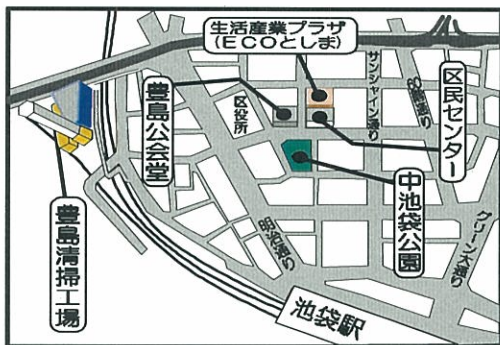 生活産業プラザ
(ECOとしま)
豊島公会堂
区役所
サンシャイン通り
60階通り
区民センター
豊島清掃工場
中池袋公園
明治通り
グリーン大通り
池袋駅